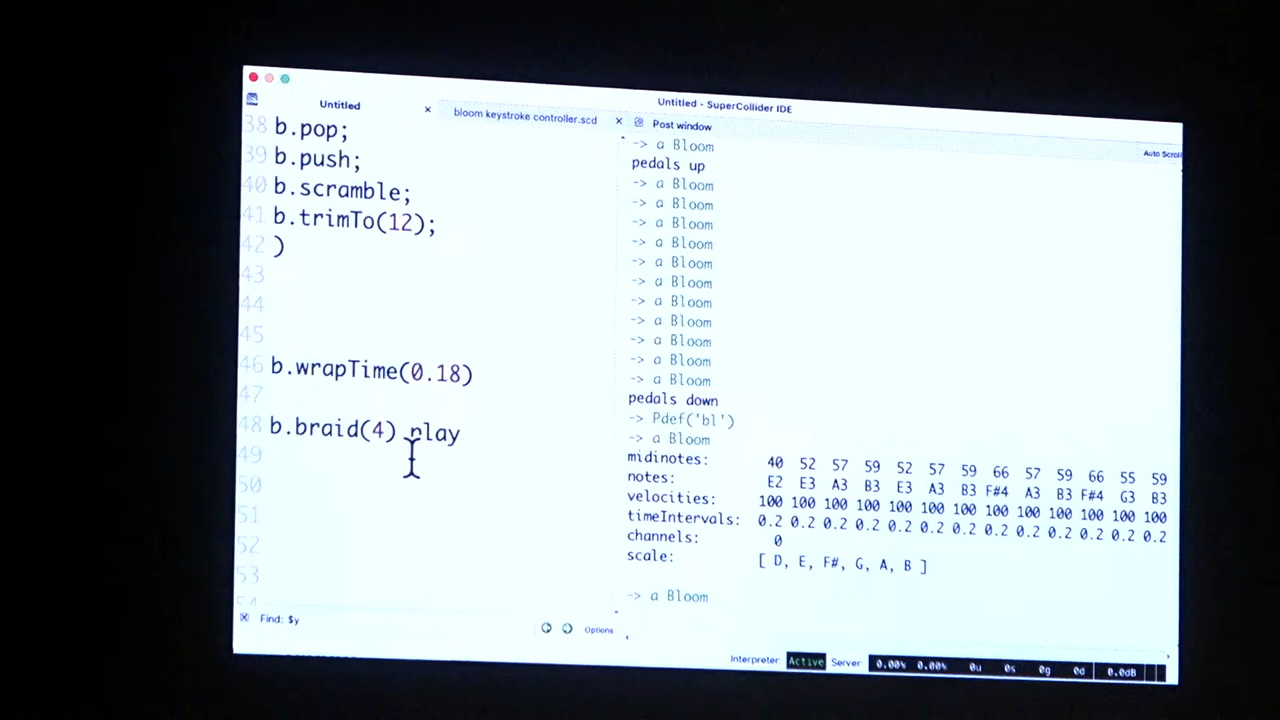 Untitled - SuperCollider IDE
Untitled
bloom keystroke controller.scd
38 b.pop;
39 b.push;
40 b.scramble;
41 b.trimTo(12);
42 )
43
44
45
46 b.wrapTime(0.18)
47
48 b.braid(4) play
49
50
51
52
53
Find: $y
Options
Post window
Auto Scroll
-> a Bloom
pedals up
-> a Bloom
-> a Bloom
-> a Bloom
-> a Bloom
-> a Bloom
-> a Bloom
-> a Bloom
-> a Bloom
-> a Bloom
-> a Bloom
-> a Bloom
pedals down
-> Pdef('bl')
-> a Bloom
midinotes: 40 52 57 59 52 57 59 66 57 59 66 55 59
notes: E2 E3 A3 B3 E3 A3 B3 F#4 A3 B3 F#4 G3 B3
velocities: 100 100 100 100 100 100 100 100 100 100 100 100 100
timeIntervals: 0.2 0.2 0.2 0.2 0.2 0.2 0.2 0.2 0.2 0.2 0.2 0.2 0.2
channels: 0
scale: [ D, E, F#, G, A, B ]
-> a Bloom
Interpreter: Active Server: 0.00% 0.00% 0u 0s 0g 0d 0.0dB